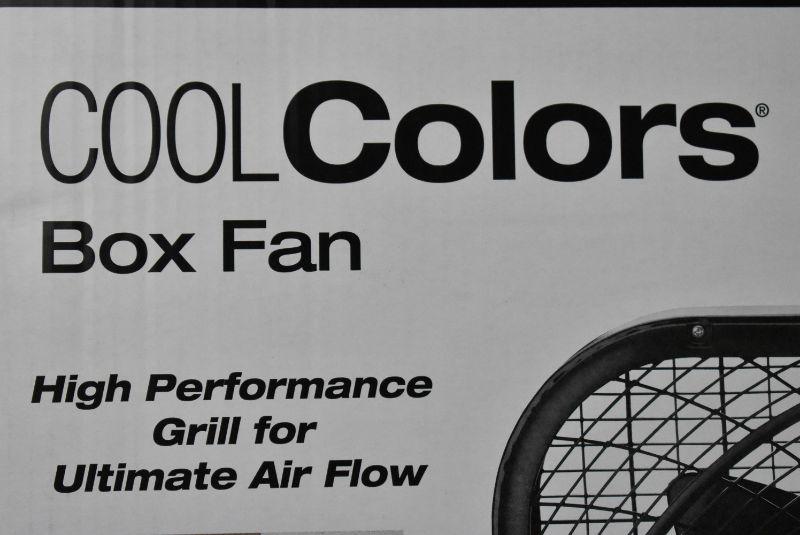 COOLColors®
Box Fan
High Performance
Grill for
Ultimate Air Flow